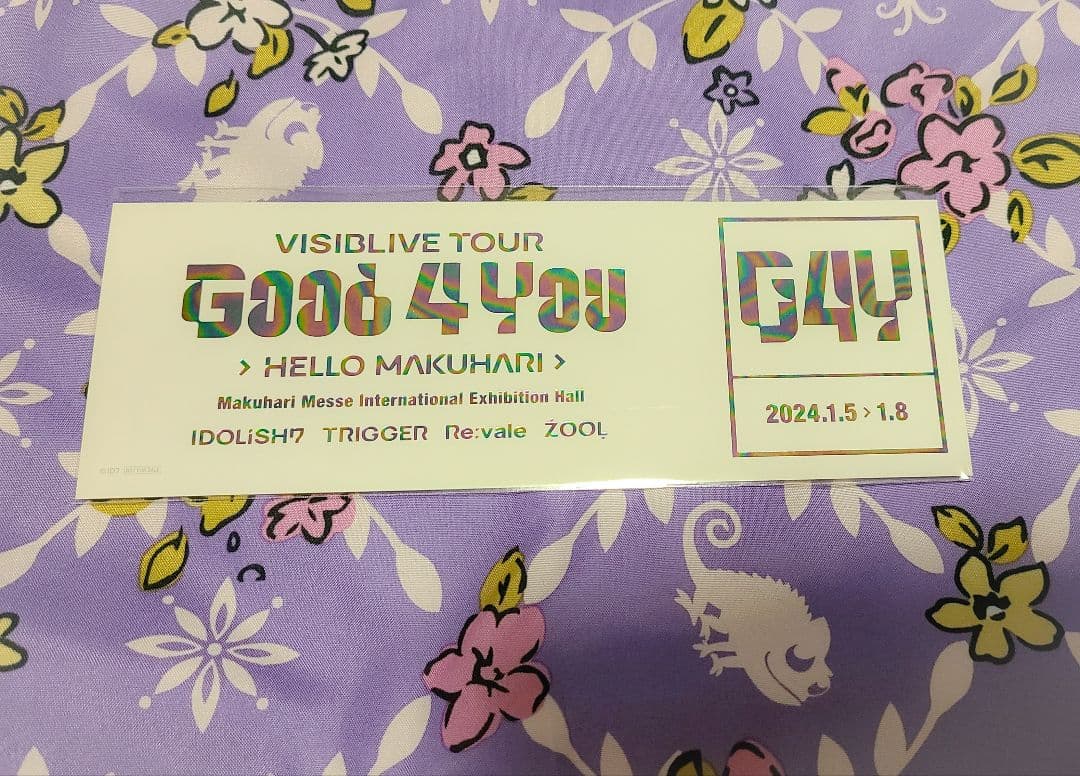 VISIBLIVE TOUR
Good 4 You
> HELLO MAKUHARI >
Makuhari Messe International Exhibition Hall
IDOLiSH7 TRIGGER Re:vale ŹOOĻ
G4Y
2024.1.5 > 1.8